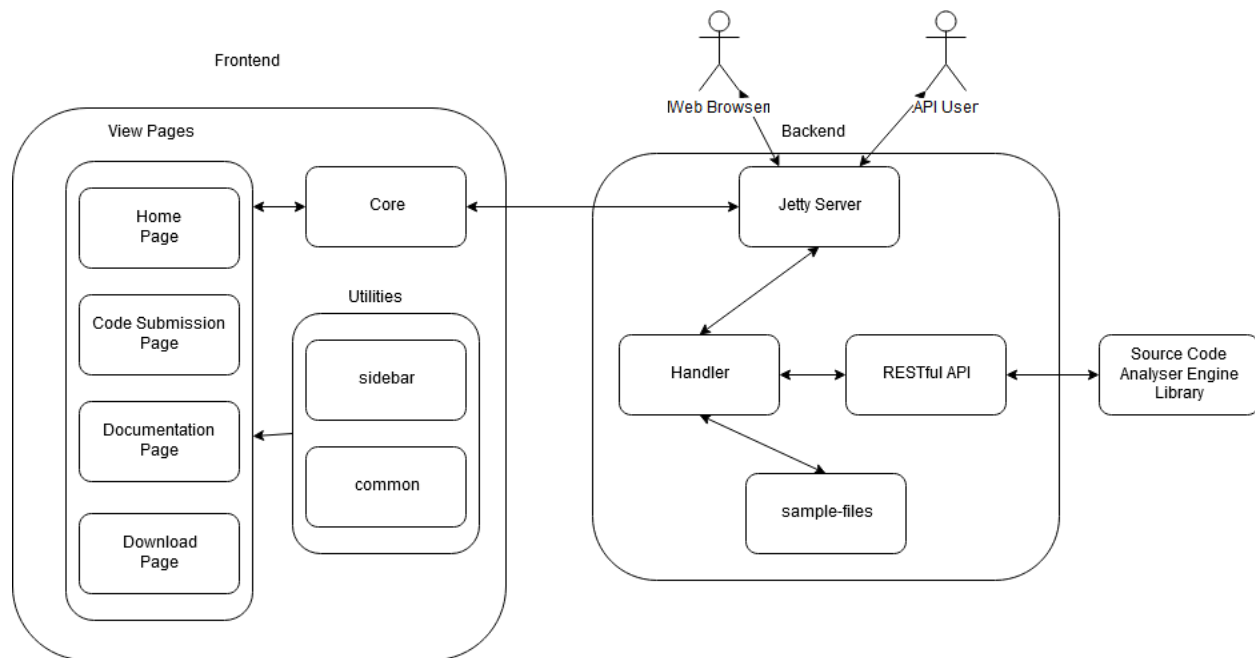 Frontend
Web Browser
API User
View Pages
Backend
Home
Page
Core
Jetty Server
Code Submission
Page
Utilities
sidebar
Handler
RESTful API
Source Code
Analyser Engine
Library
Documentation
Page
common
sample-files
Download
Page